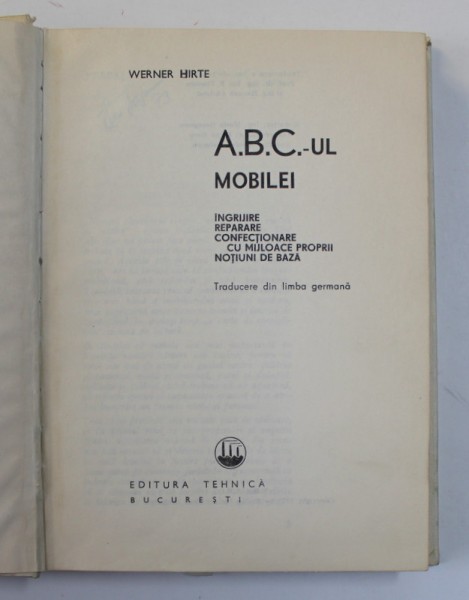 WERNER HIRTE
A.B.C.-UL
MOBILEI
ÎNGRIJIRE
REPARARE
CONFECȚIONARE
CU MIJLOACE PROPRII
NOȚIUNI DE BAZĂ
Traducere din limba germană
EDITURA TEHNICĂ
BUCUREȘTI